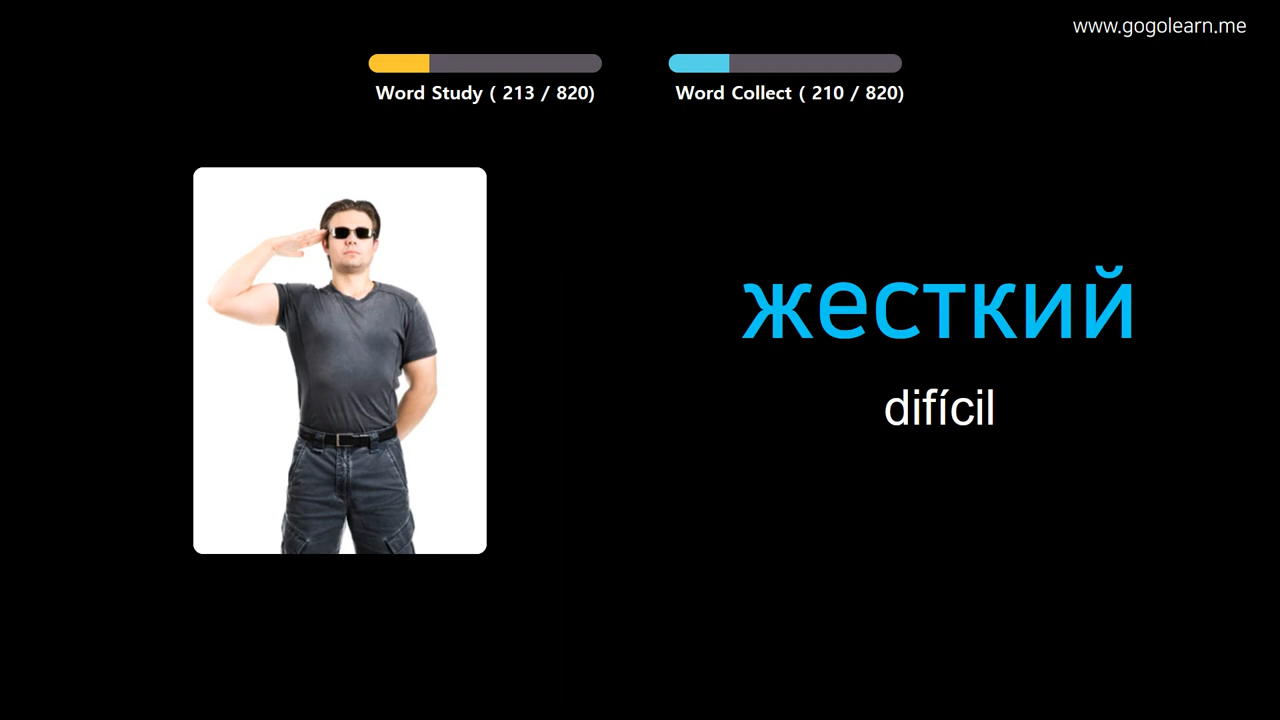 www.gogolearn.me
Word Study ( 213 / 820)
Word Collect ( 210 / 820)
жесткий
difícil